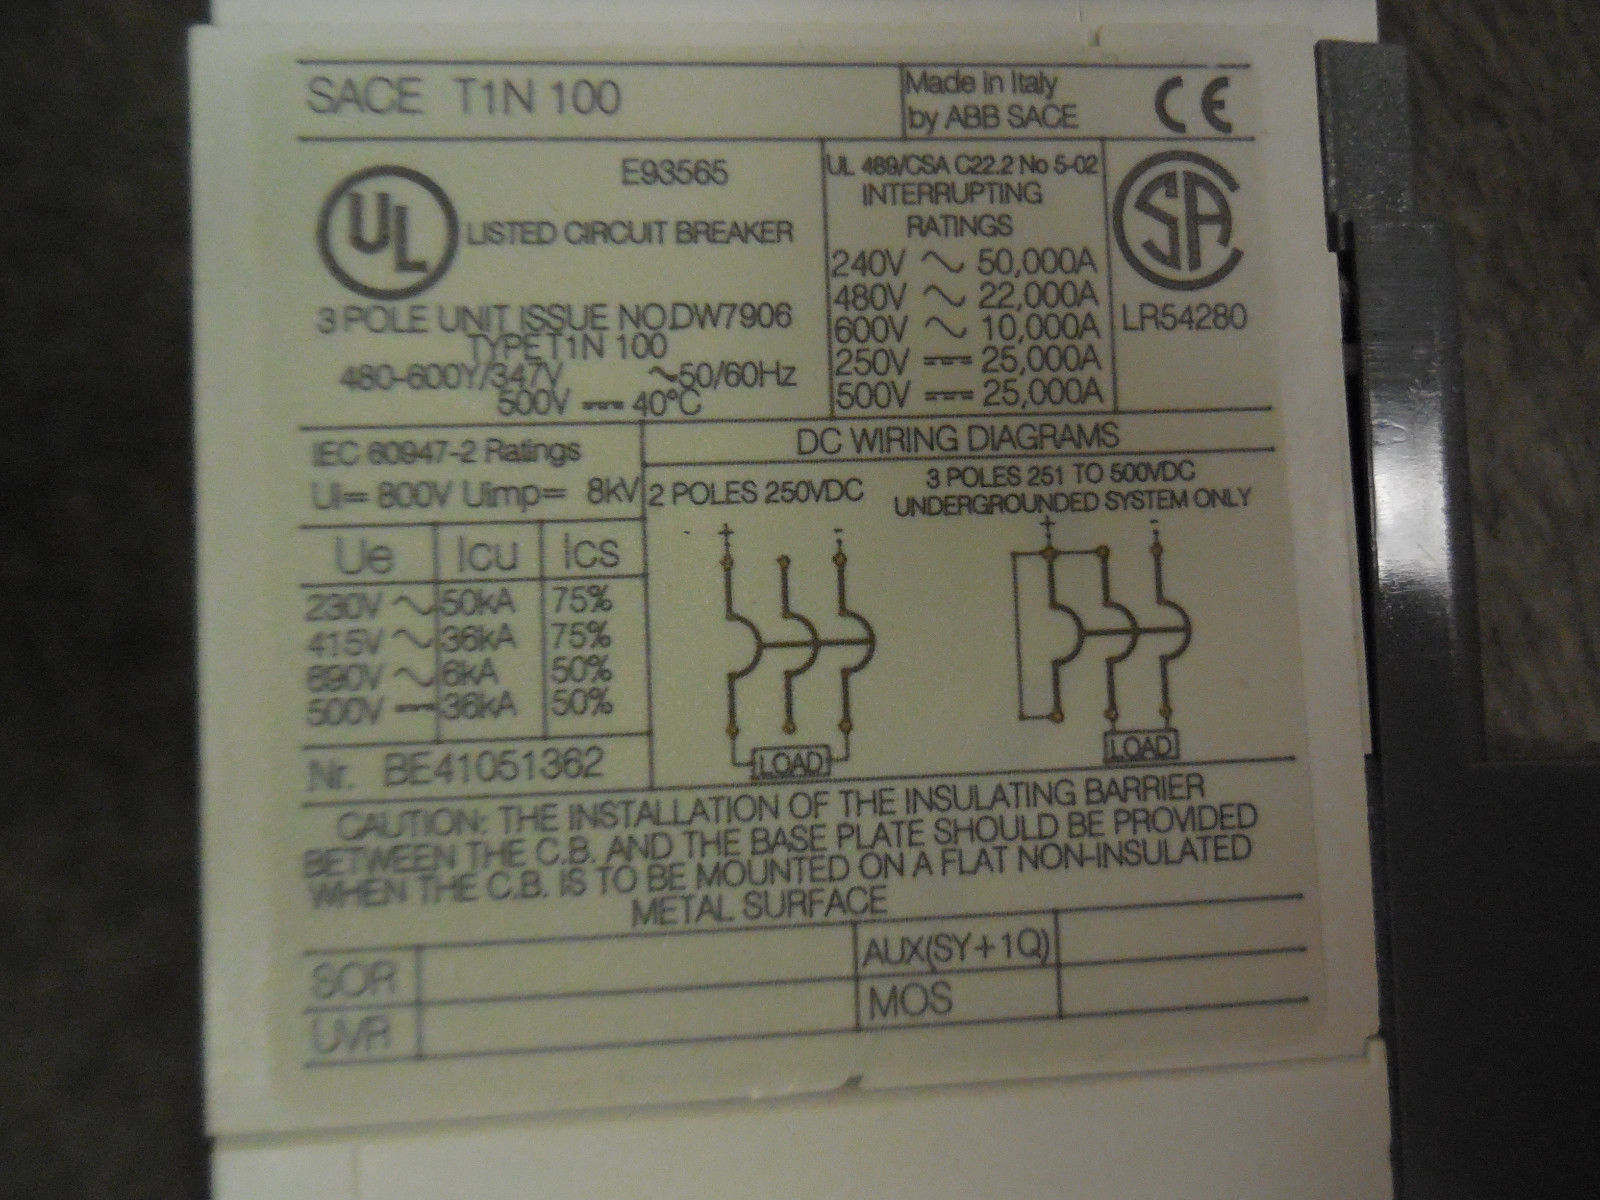 SACE T1N 100
Made in Italy
by ABB SACE
CE
UL
E93565
LISTED CIRCUIT BREAKER
3 POLE UNIT ISSUE NO.DW7906
TYPE T1N 100
480-600Y/347V ~50/60Hz
500V ⎓ 40°C
UL 489/CSA C22.2 No 5-02
INTERRUPTING
RATINGS
240V ~ 50,000A
480V ~ 22,000A
600V ~ 10,000A
250V ⎓ 25,000A
500V ⎓ 25,000A
SA
LR54280
IEC 60947-2 Ratings
Ui= 800V Uimp= 8kV
Ue Icu Ics
230V ~ 50kA 75%
415V ~ 36kA 75%
690V ~ 6kA 50%
500V ⎓ 36kA 50%
Nr. BE41051362
DC WIRING DIAGRAMS
2 POLES 250VDC
+ -
LOAD
3 POLES 251 TO 500VDC
UNDERGROUNDED SYSTEM ONLY
+ -
LOAD
CAUTION: THE INSTALLATION OF THE INSULATING BARRIER
BETWEEN THE C.B. AND THE BASE PLATE SHOULD BE PROVIDED
WHEN THE C.B. IS TO BE MOUNTED ON A FLAT NON-INSULATED
METAL SURFACE
SOR
UVR
AUX(SY+1Q)
MOS